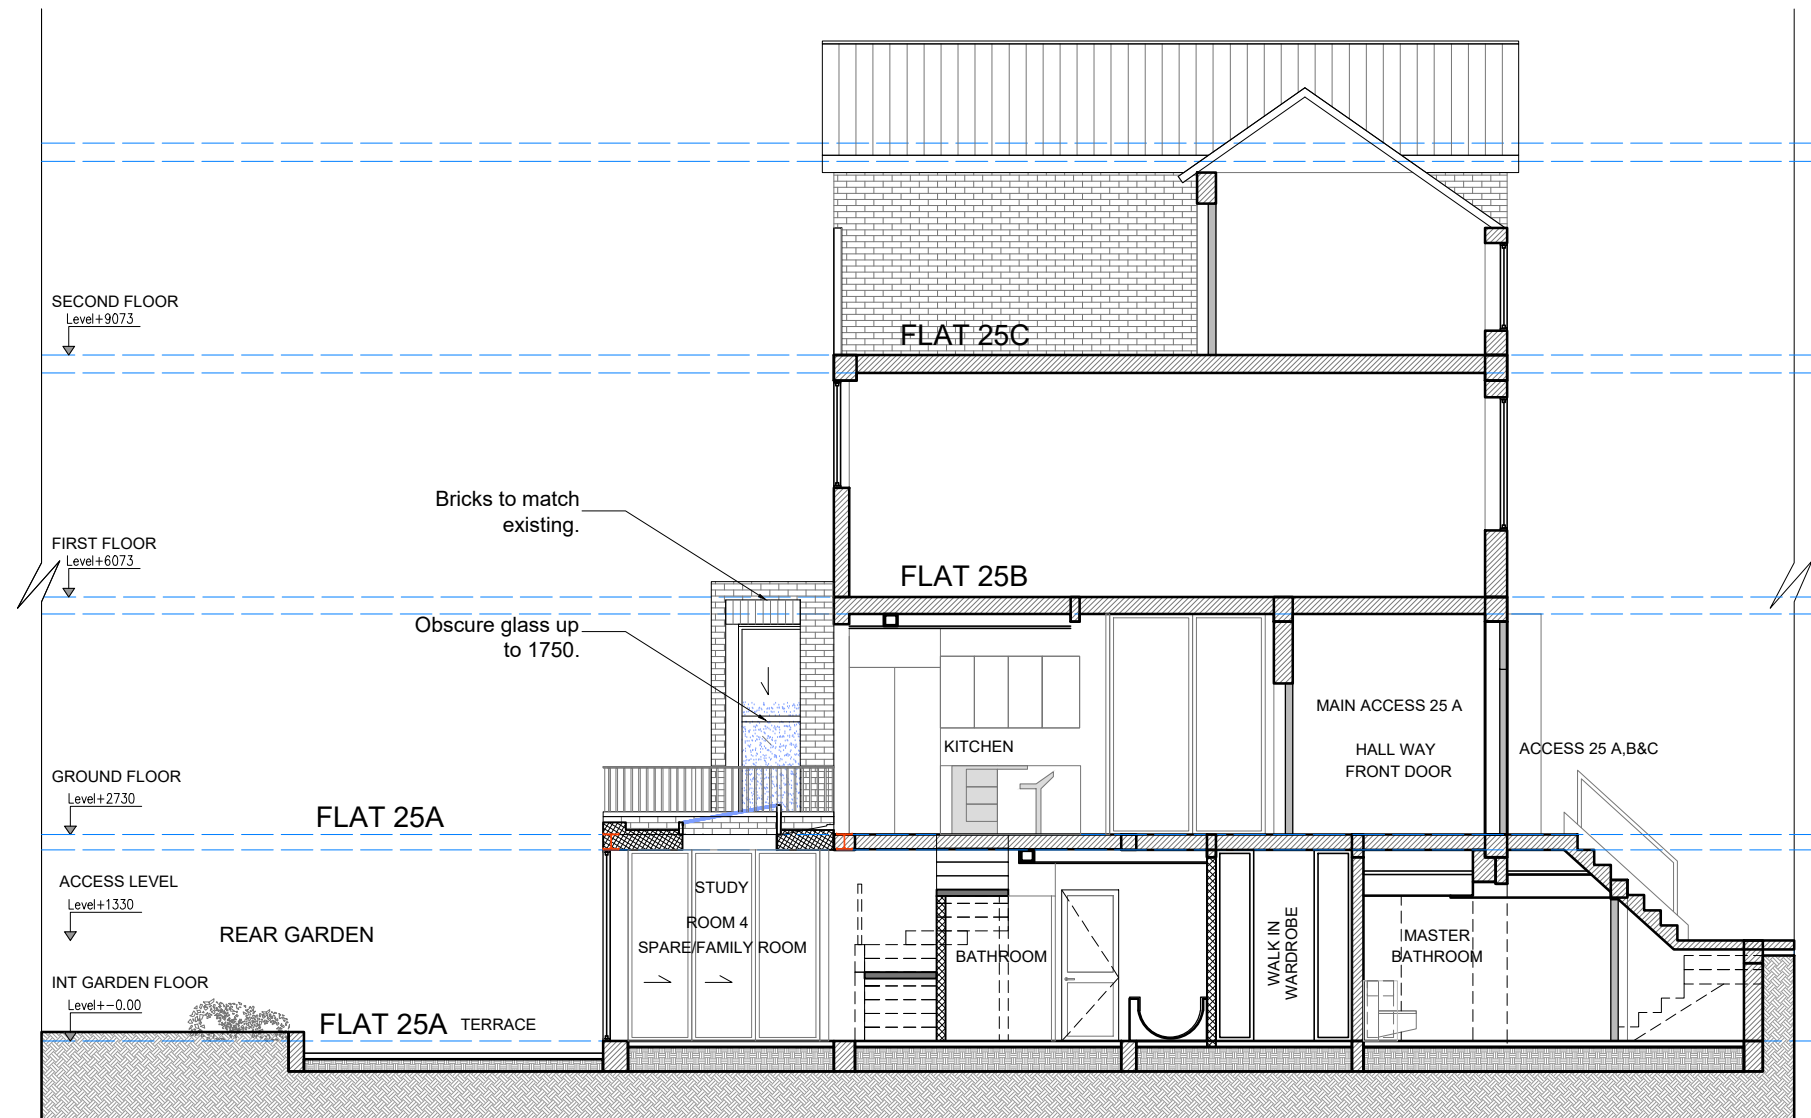 SECOND FLOOR
Level+9073
FLAT 25C
Bricks to match
existing.
FIRST FLOOR
Level+6073
FLAT 25B
Obscure glass up
to 1750.
MAIN ACCESS 25 A
KITCHEN
HALL WAY
FRONT DOOR
ACCESS 25 A,B&C
GROUND FLOOR
Level+2730
FLAT 25A
ACCESS LEVEL
Level+1330
REAR GARDEN
STUDY
ROOM 4
SPARE/FAMILY ROOM
BATHROOM
WALK IN
WARDROBE
MASTER
BATHROOM
INT GARDEN FLOOR
Level+-0.00
FLAT 25A
TERRACE